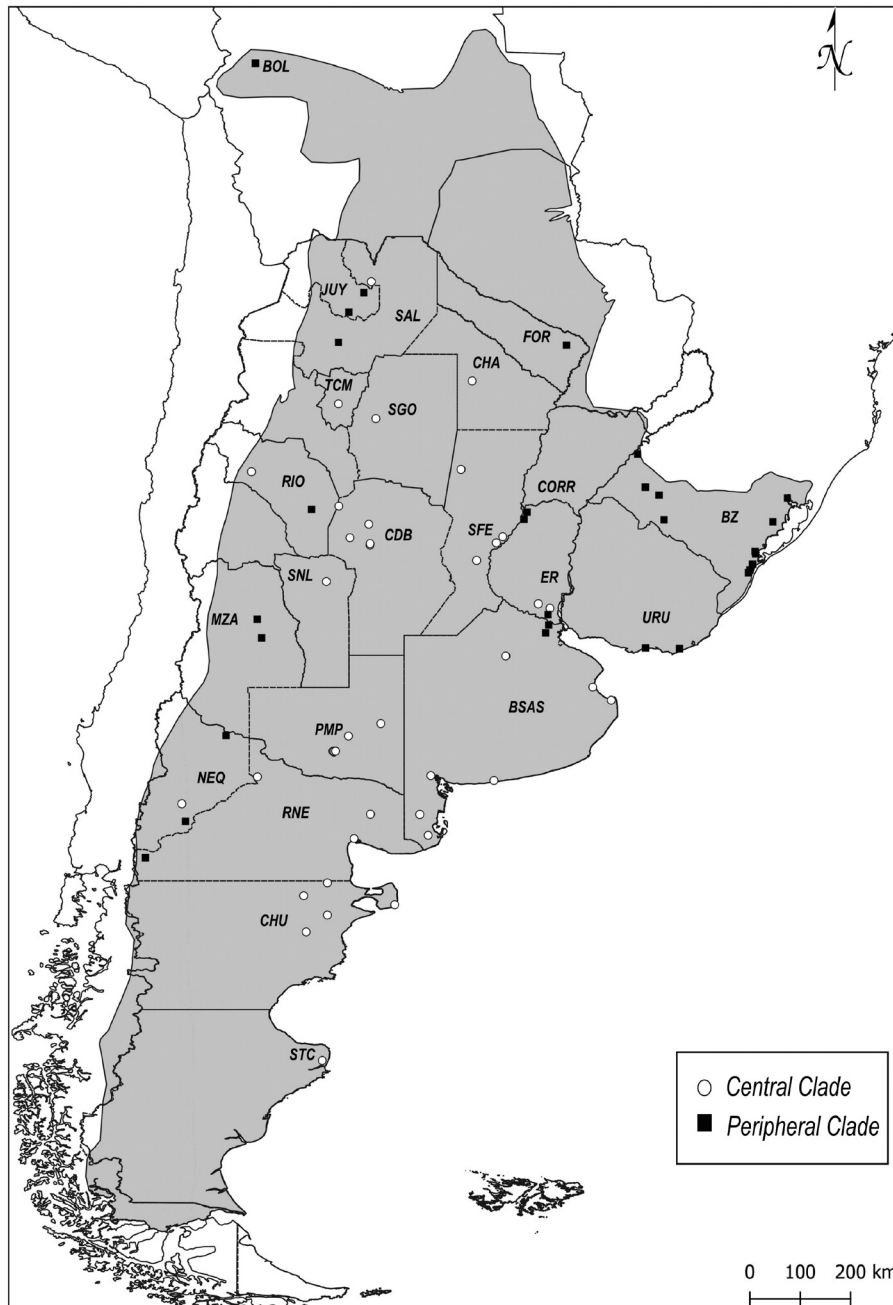 N
BOL
JUY
SAL
FOR
CHA
TCM
SGO
CORR
RIO
BZ
CDB
SFE
SNL
ER
MZA
URU
BSAS
PMP
NEQ
RNE
CHU
STC
Central Clade
Peripheral Clade
0 100 200 km